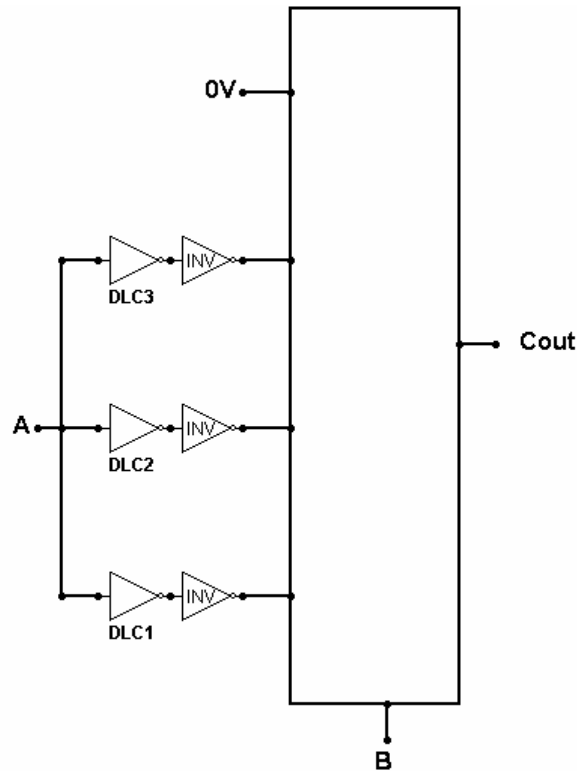 0V
INV
DLC3
Cout
A
INV
DLC2
INV
DLC1
B